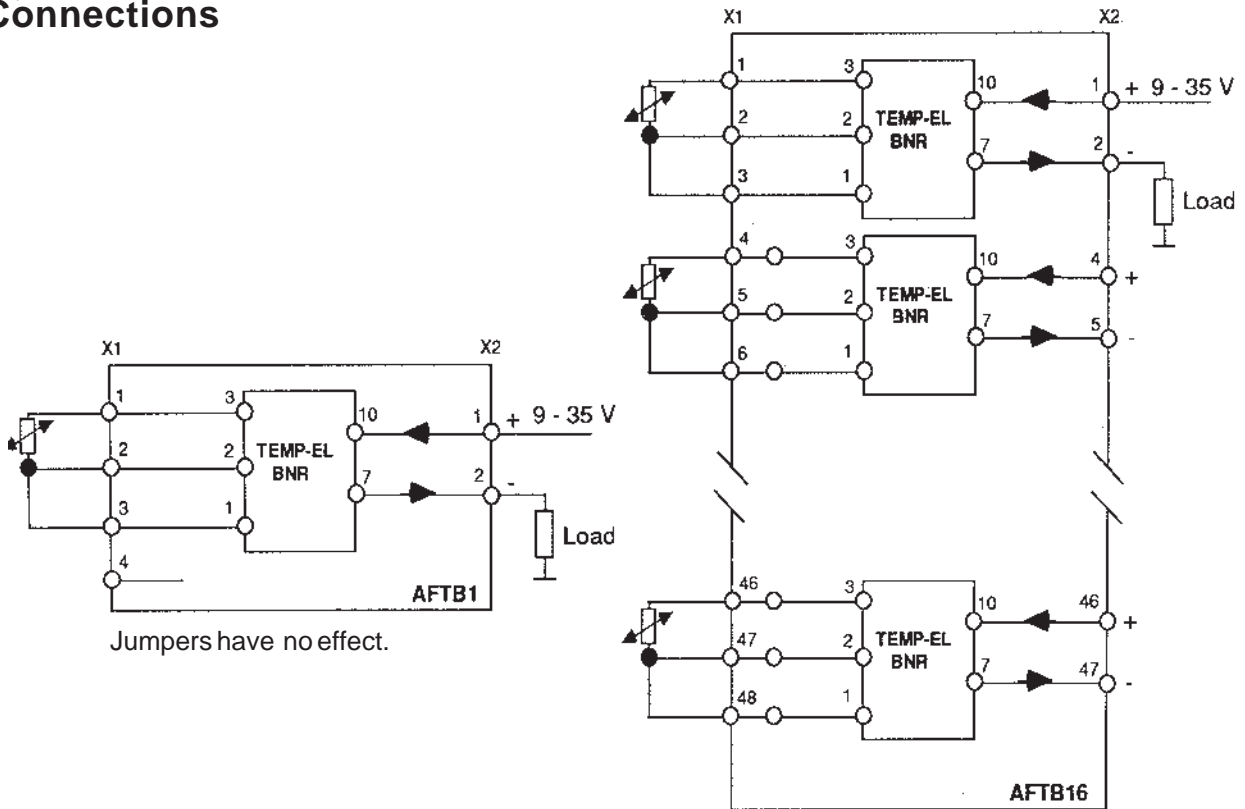 Connections
X1 X2
1 3 10 1 + 9 - 35 V
2 2 TEMP-EL
BNR
7 2 -
3 1
Load
4 3 10 4 +
5 2 TEMP-EL
BNR
7 5 -
6 1
46 3 10 46 +
47 2 TEMP-EL
BNR
7 47 -
48 1
AFTB16
X1 X2
1 3 10 1 + 9 - 35 V
2 2 TEMP-EL
BNR
7 2 -
3 1
Load
4
AFTB1
Jumpers have no effect.